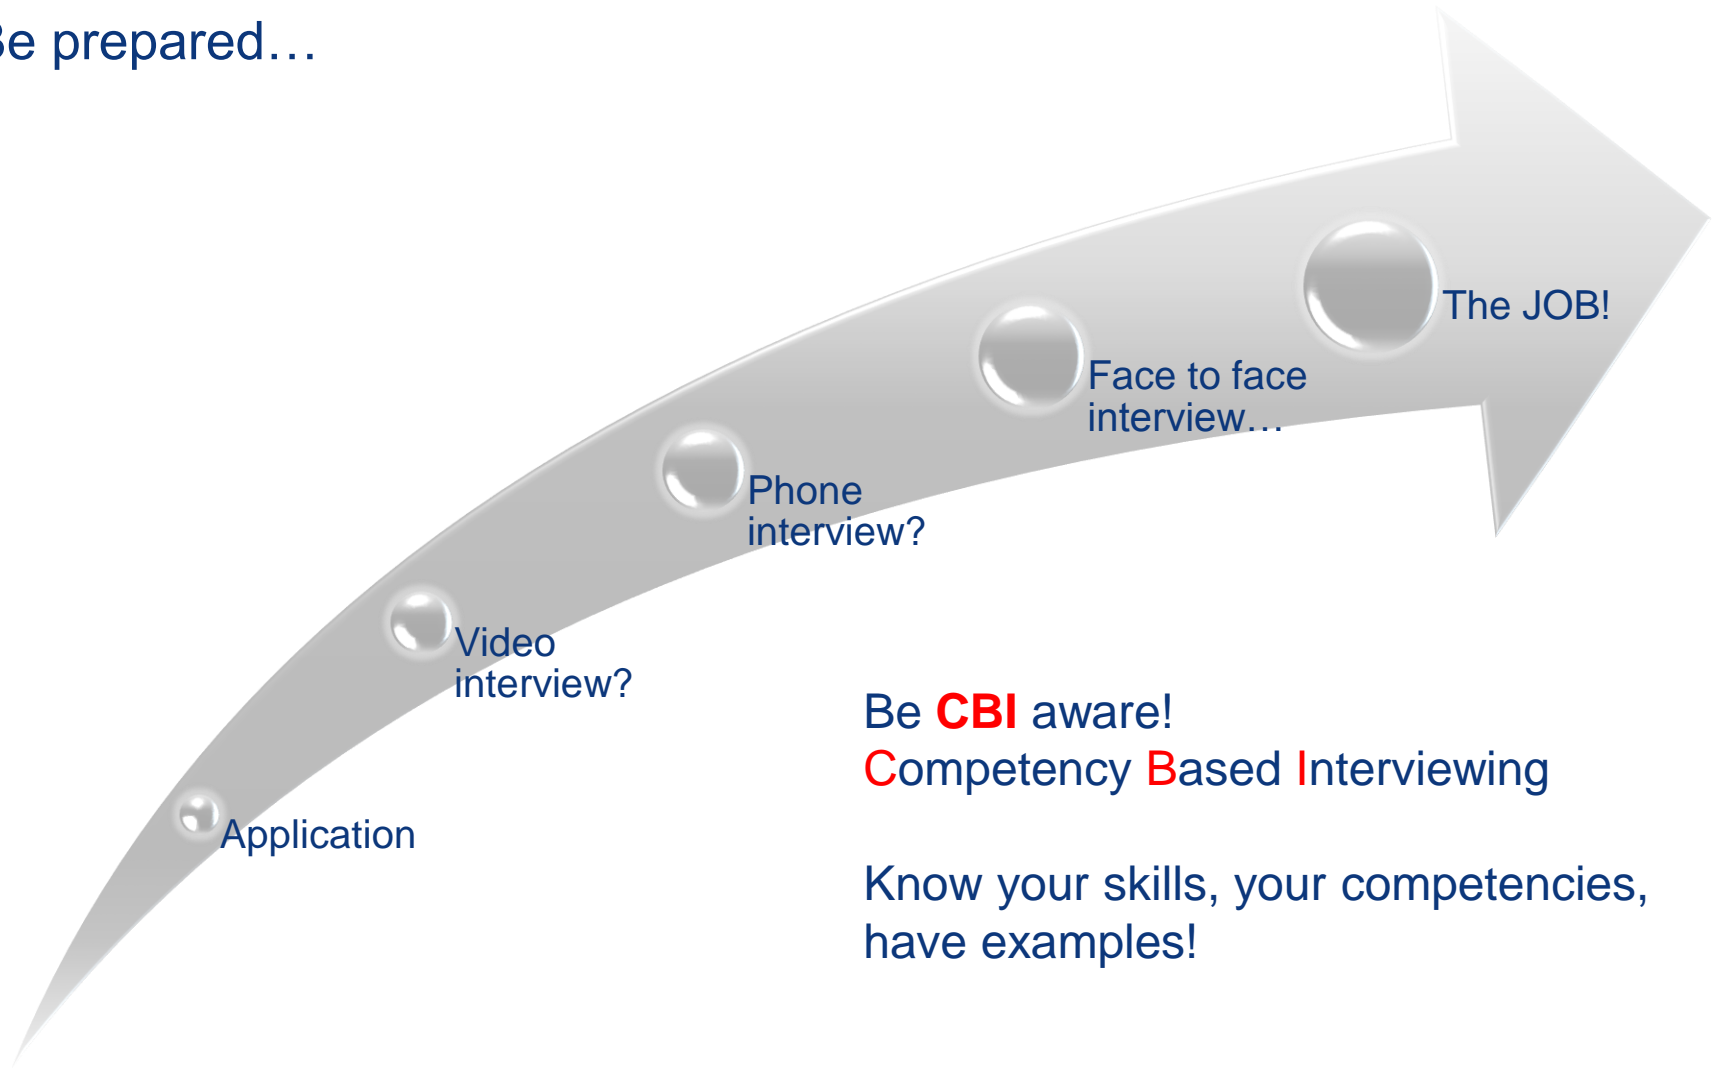 Be prepared…
The JOB!
Face to face
interview…
Phone
interview?
Video
interview?
Application
Be CBI aware!
Competency Based Interviewing
Know your skills, your competencies,
have examples!